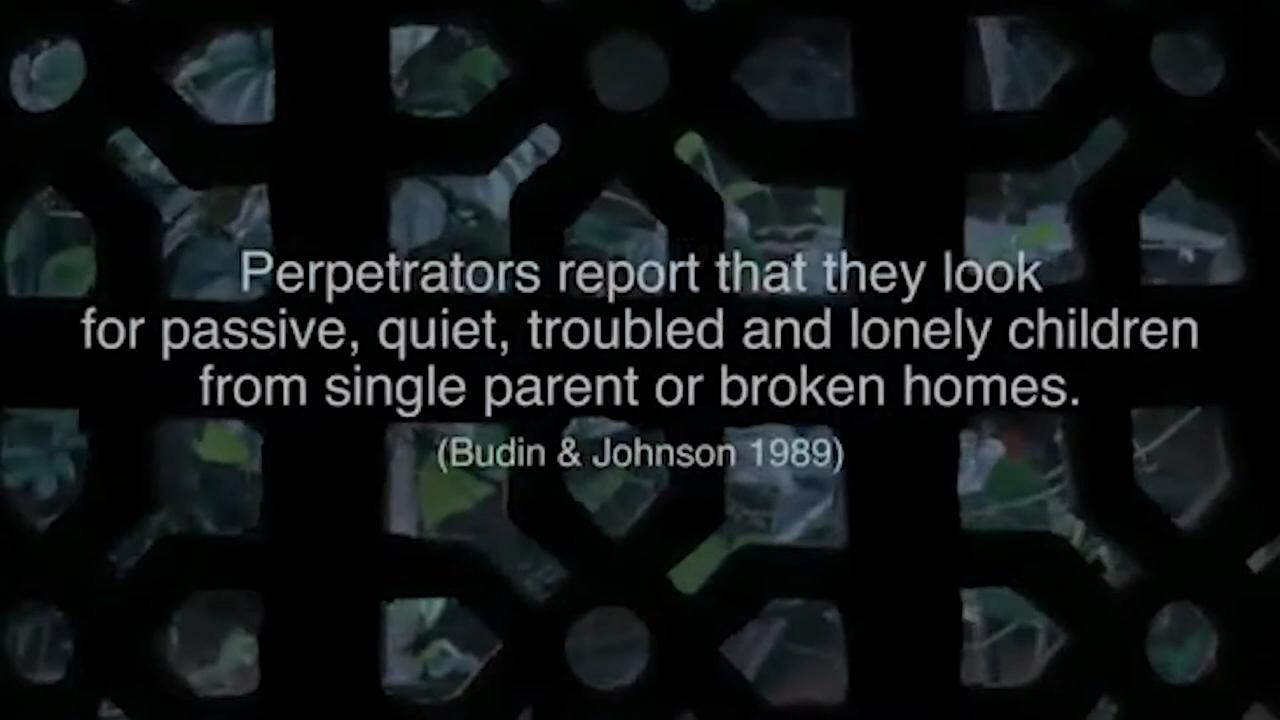 Perpetrators report that they look
for passive, quiet, troubled and lonely children
from single parent or broken homes.
(Budin & Johnson 1989)